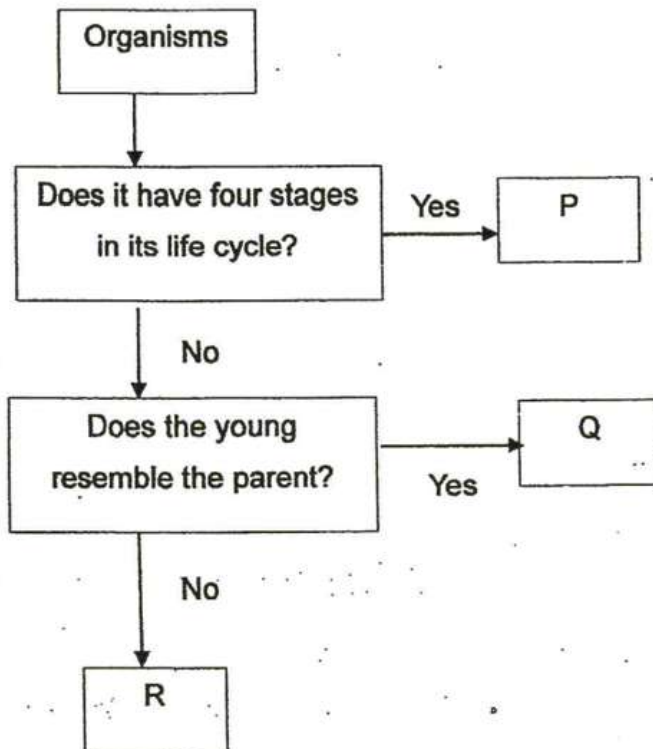 Organisms
Does it have four stages
in its life cycle?
Yes
P
No
Does the young
resemble the parent?
Yes
Q
No
R